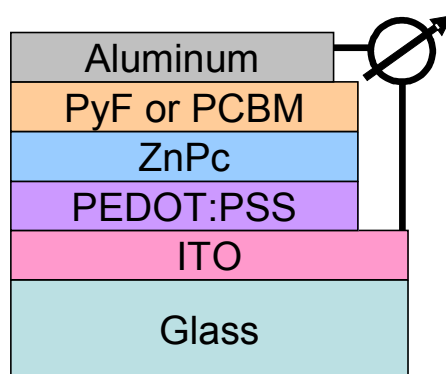 Aluminum
PyF or PCBM
ZnPc
PEDOT:PSS
ITO
Glass